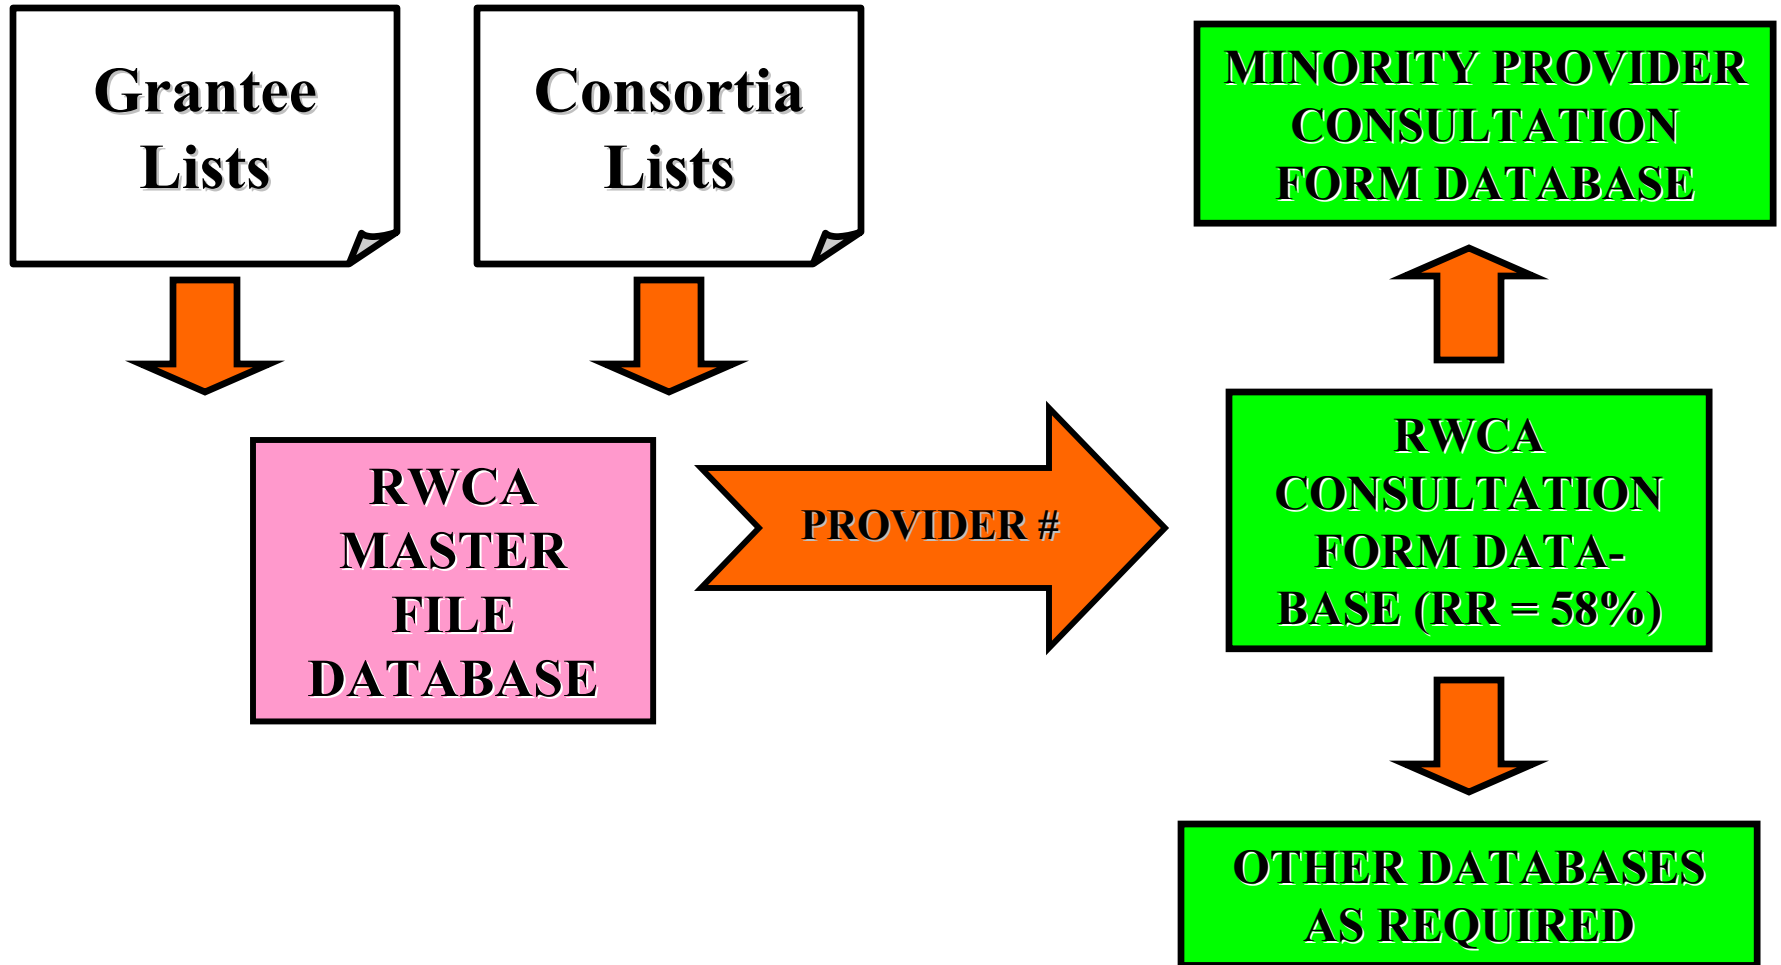 Grantee
Lists
Consortia
Lists
MINORITY PROVIDER
CONSULTATION
FORM DATABASE
RWCA
MASTER
FILE
DATABASE
PROVIDER #
RWCA
CONSULTATION
FORM DATA-
BASE (RR = 58%)
OTHER DATABASES
AS REQUIRED